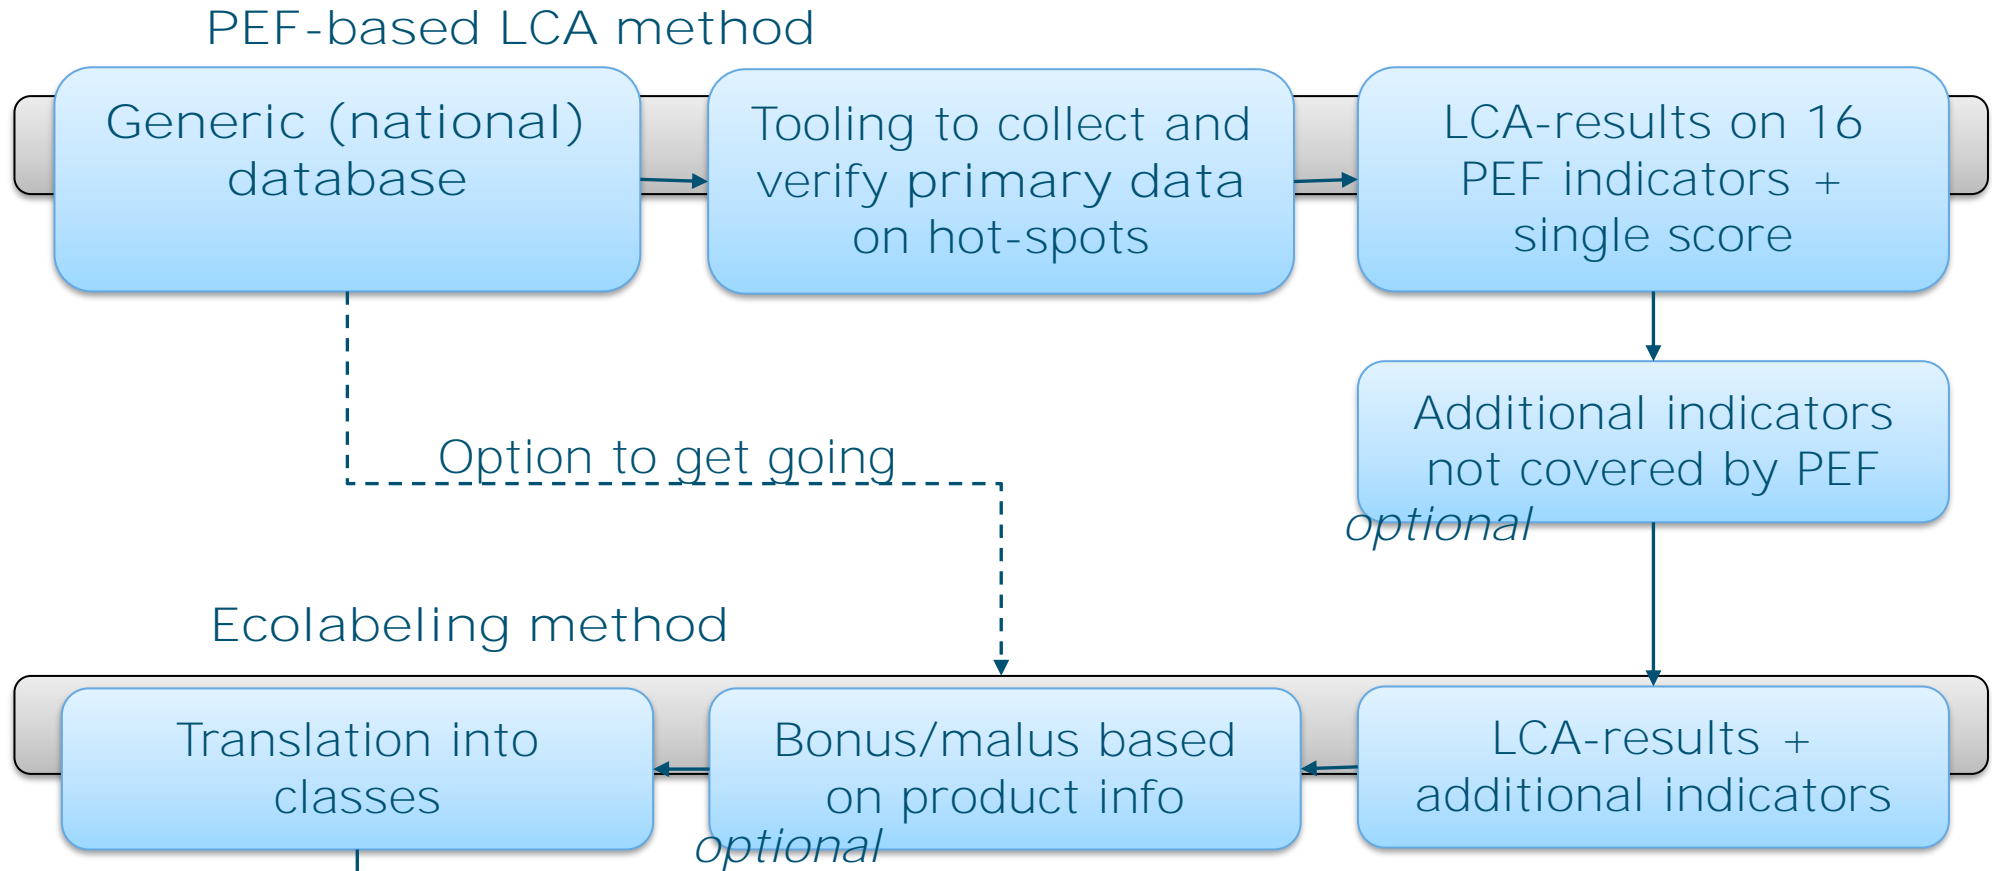 PEF-based LCA method
Generic (national)
database
Tooling to collect and
verify primary data
on hot-spots
LCA-results on 16
PEF indicators +
single score
Additional indicators
not covered by PEF
optional
Option to get going
Ecolabeling method
Translation into
classes
Bonus/malus based
on product info
optional
LCA-results +
additional indicators